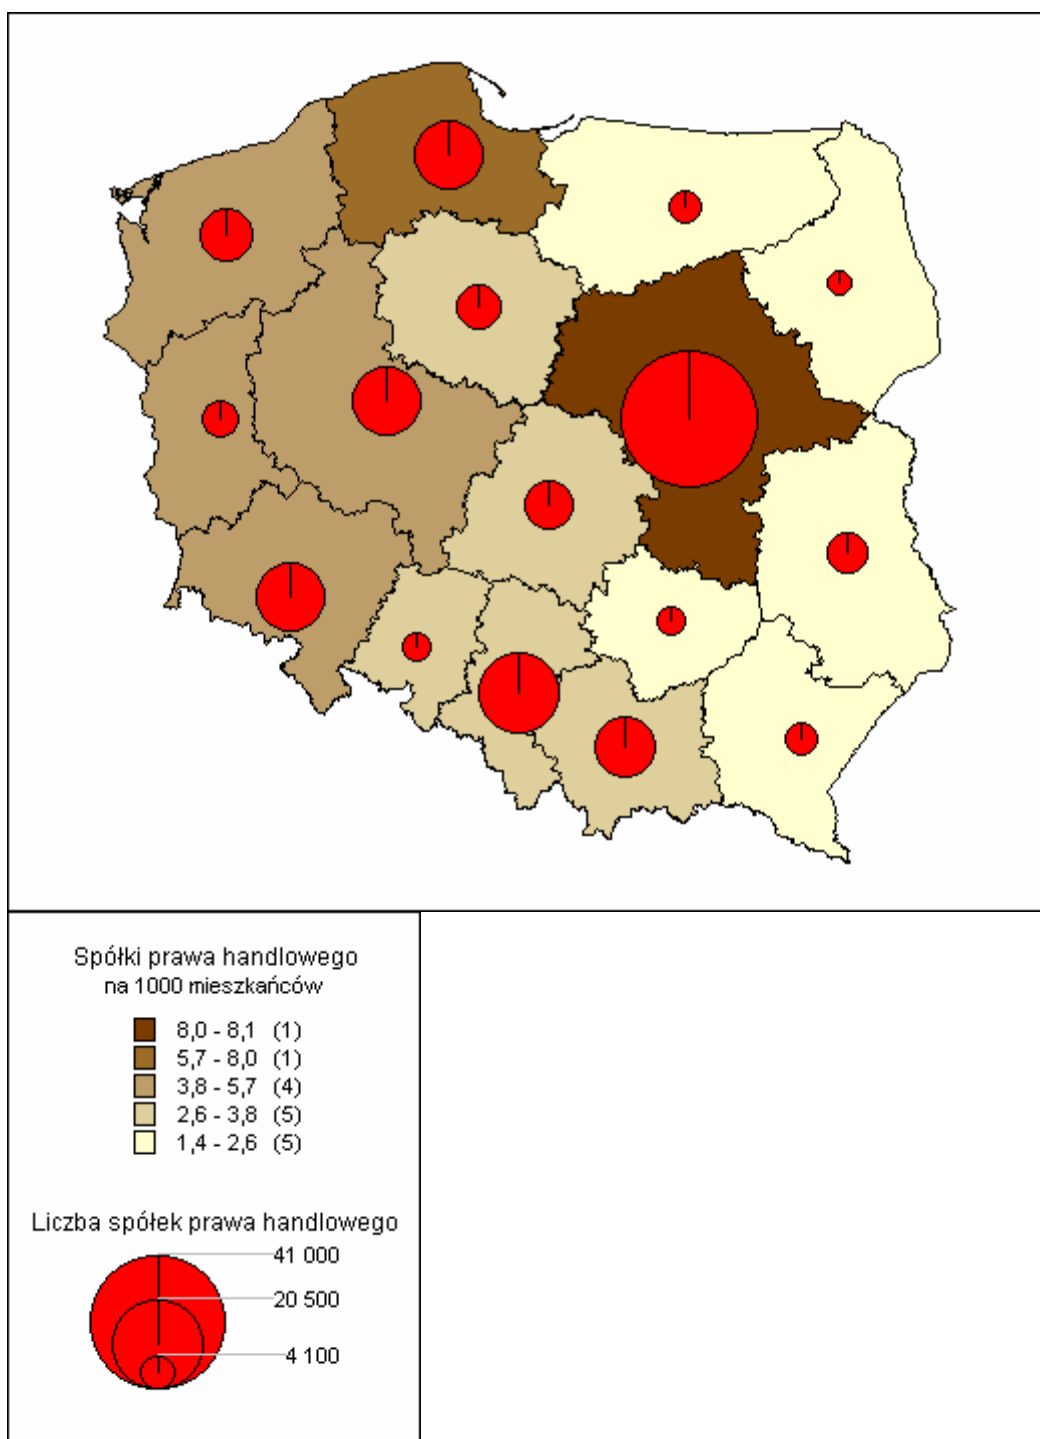 Spółki prawa handlowego
na 1000 mieszkańców
8,0 - 8,1 (1)
5,7 - 8,0 (1)
3,8 - 5,7 (4)
2,6 - 3,8 (5)
1,4 - 2,6 (5)
Liczba spółek prawa handlowego
41 000
20 500
4 100